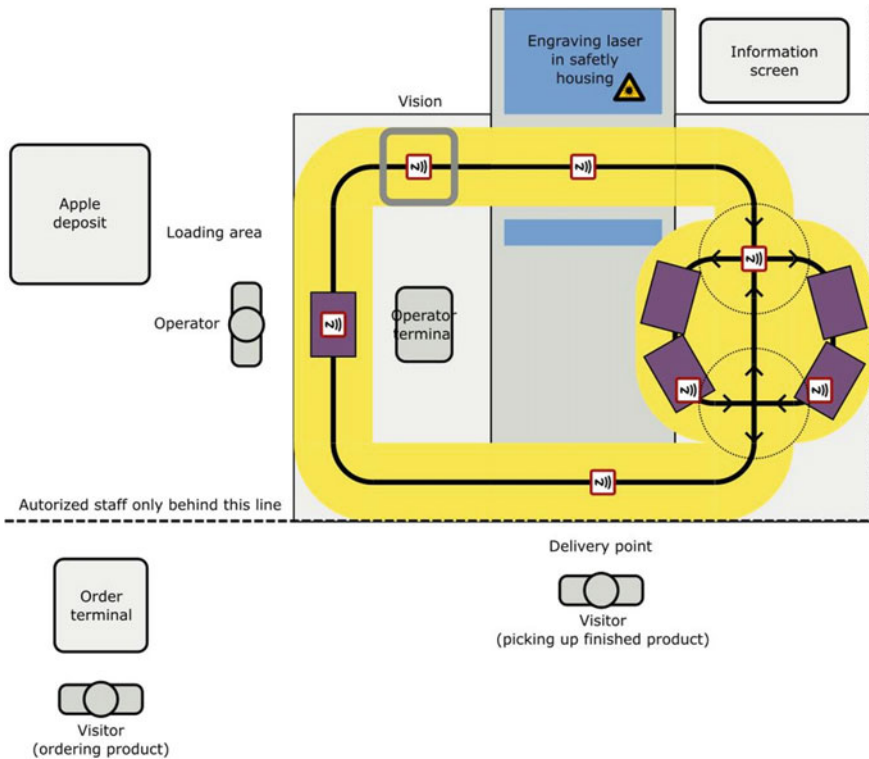 Engraving laser
in safetly
housing
Information
screen
Vision
Apple
deposit
Loading area
Operator
Operator
terminal
Autorized staff only behind this line
Delivery point
Order
terminal
Visitor
(picking up finished product)
Visitor
(ordering product)